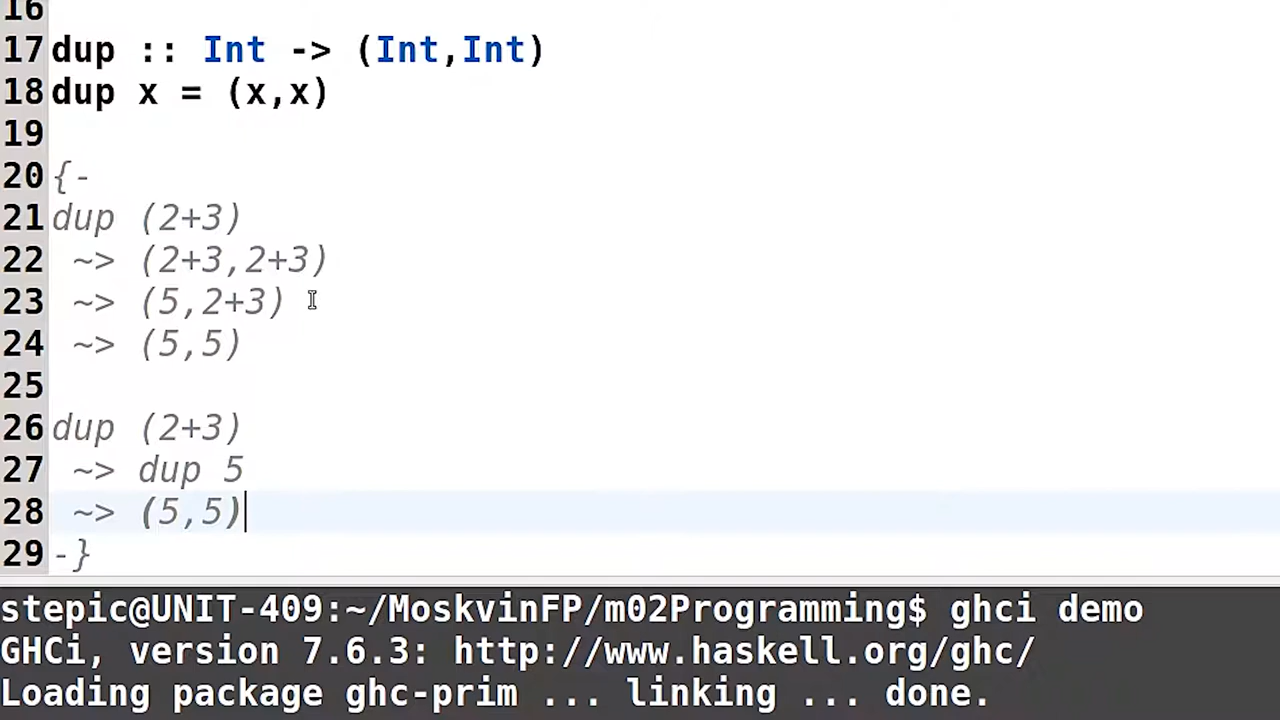 16
17 dup :: Int -> (Int,Int)
18 dup x = (x,x)
19
20 {-
21 dup (2+3)
22  ~> (2+3,2+3)
23  ~> (5,2+3)
24  ~> (5,5)
25
26 dup (2+3)
27  ~> dup 5
28  ~> (5,5)
29 -}
stepic@UNIT-409:~/MoskvinFP/m02Programming$ ghci demo
GHCi, version 7.6.3: http://www.haskell.org/ghc/
Loading package ghc-prim ... linking ... done.